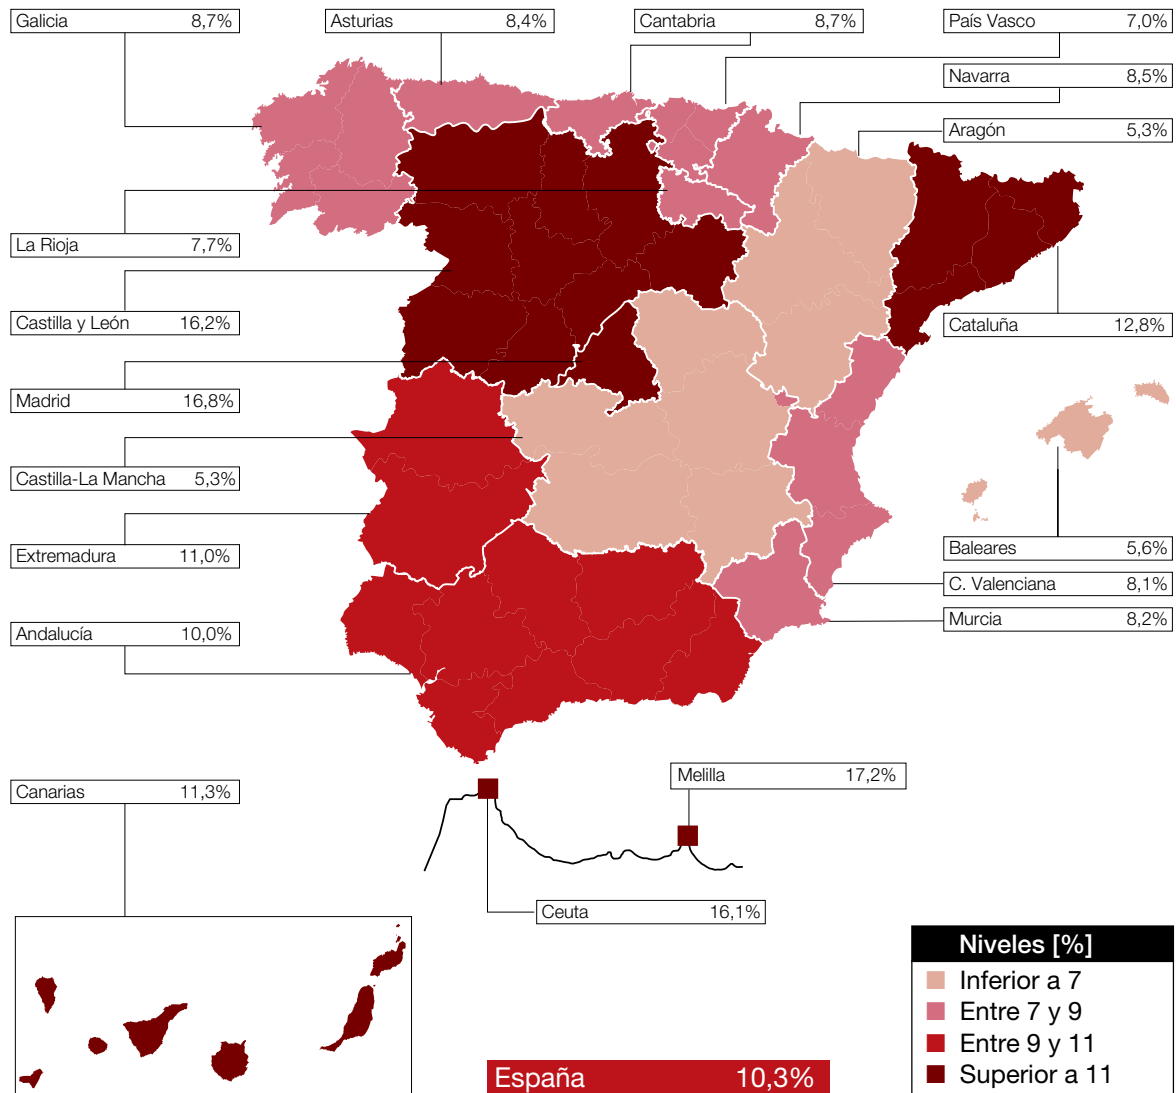 Galicia 8,7%
Asturias 8,4%
Cantabria 8,7%
País Vasco 7,0%
Navarra 8,5%
Aragón 5,3%
La Rioja 7,7%
Castilla y León 16,2%
Cataluña 12,8%
Madrid 16,8%
Castilla-La Mancha 5,3%
Extremadura 11,0%
Baleares 5,6%
C. Valenciana 8,1%
Murcia 8,2%
Andalucía 10,0%
Canarias 11,3%
Melilla 17,2%
Ceuta 16,1%
Niveles [%]
Inferior a 7
Entre 7 y 9
Entre 9 y 11
Superior a 11
España 10,3%